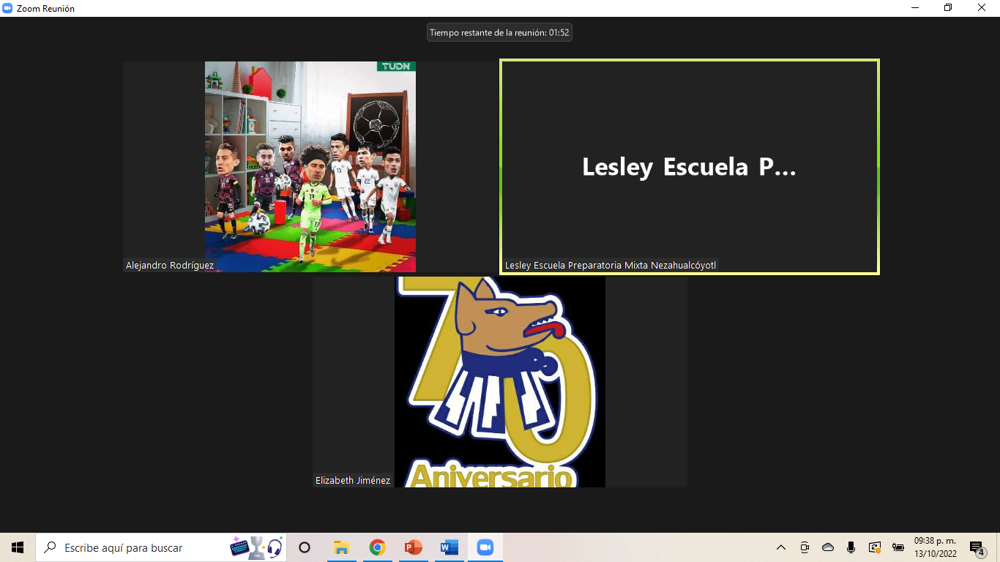 Zoom Reunión
Tiempo restante de la reunión: 01:52
TUDN
Alejandro Rodríguez
Lesley Escuela P...
Lesley Escuela Preparatoria Mixta Nezahualcóyotl
70
Aniversario
Elizabeth Jiménez
Escribe aquí para buscar
09:38 p. m.
13/10/2022
4